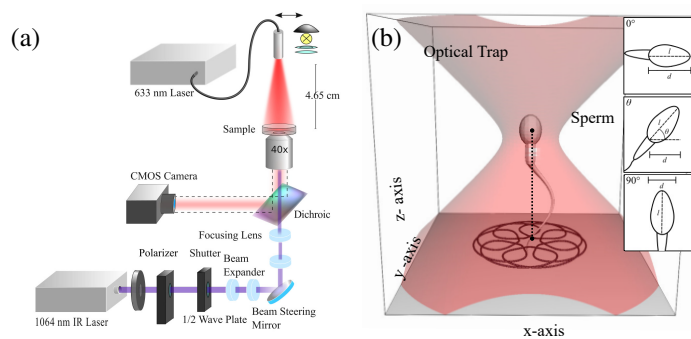 (a)
633 nm Laser
4.65 cm
Sample
40x
CMOS Camera
Dichroic
Focusing Lens
Polarizer
Shutter
Beam
Expander
1064 nm IR Laser
1/2 Wave Plate
Beam Steering
Mirror
(b)
Optical Trap
Sperm
z- axis
y -axis
x-axis
0°
l
d
θ
l
θ
d
90°
d
l